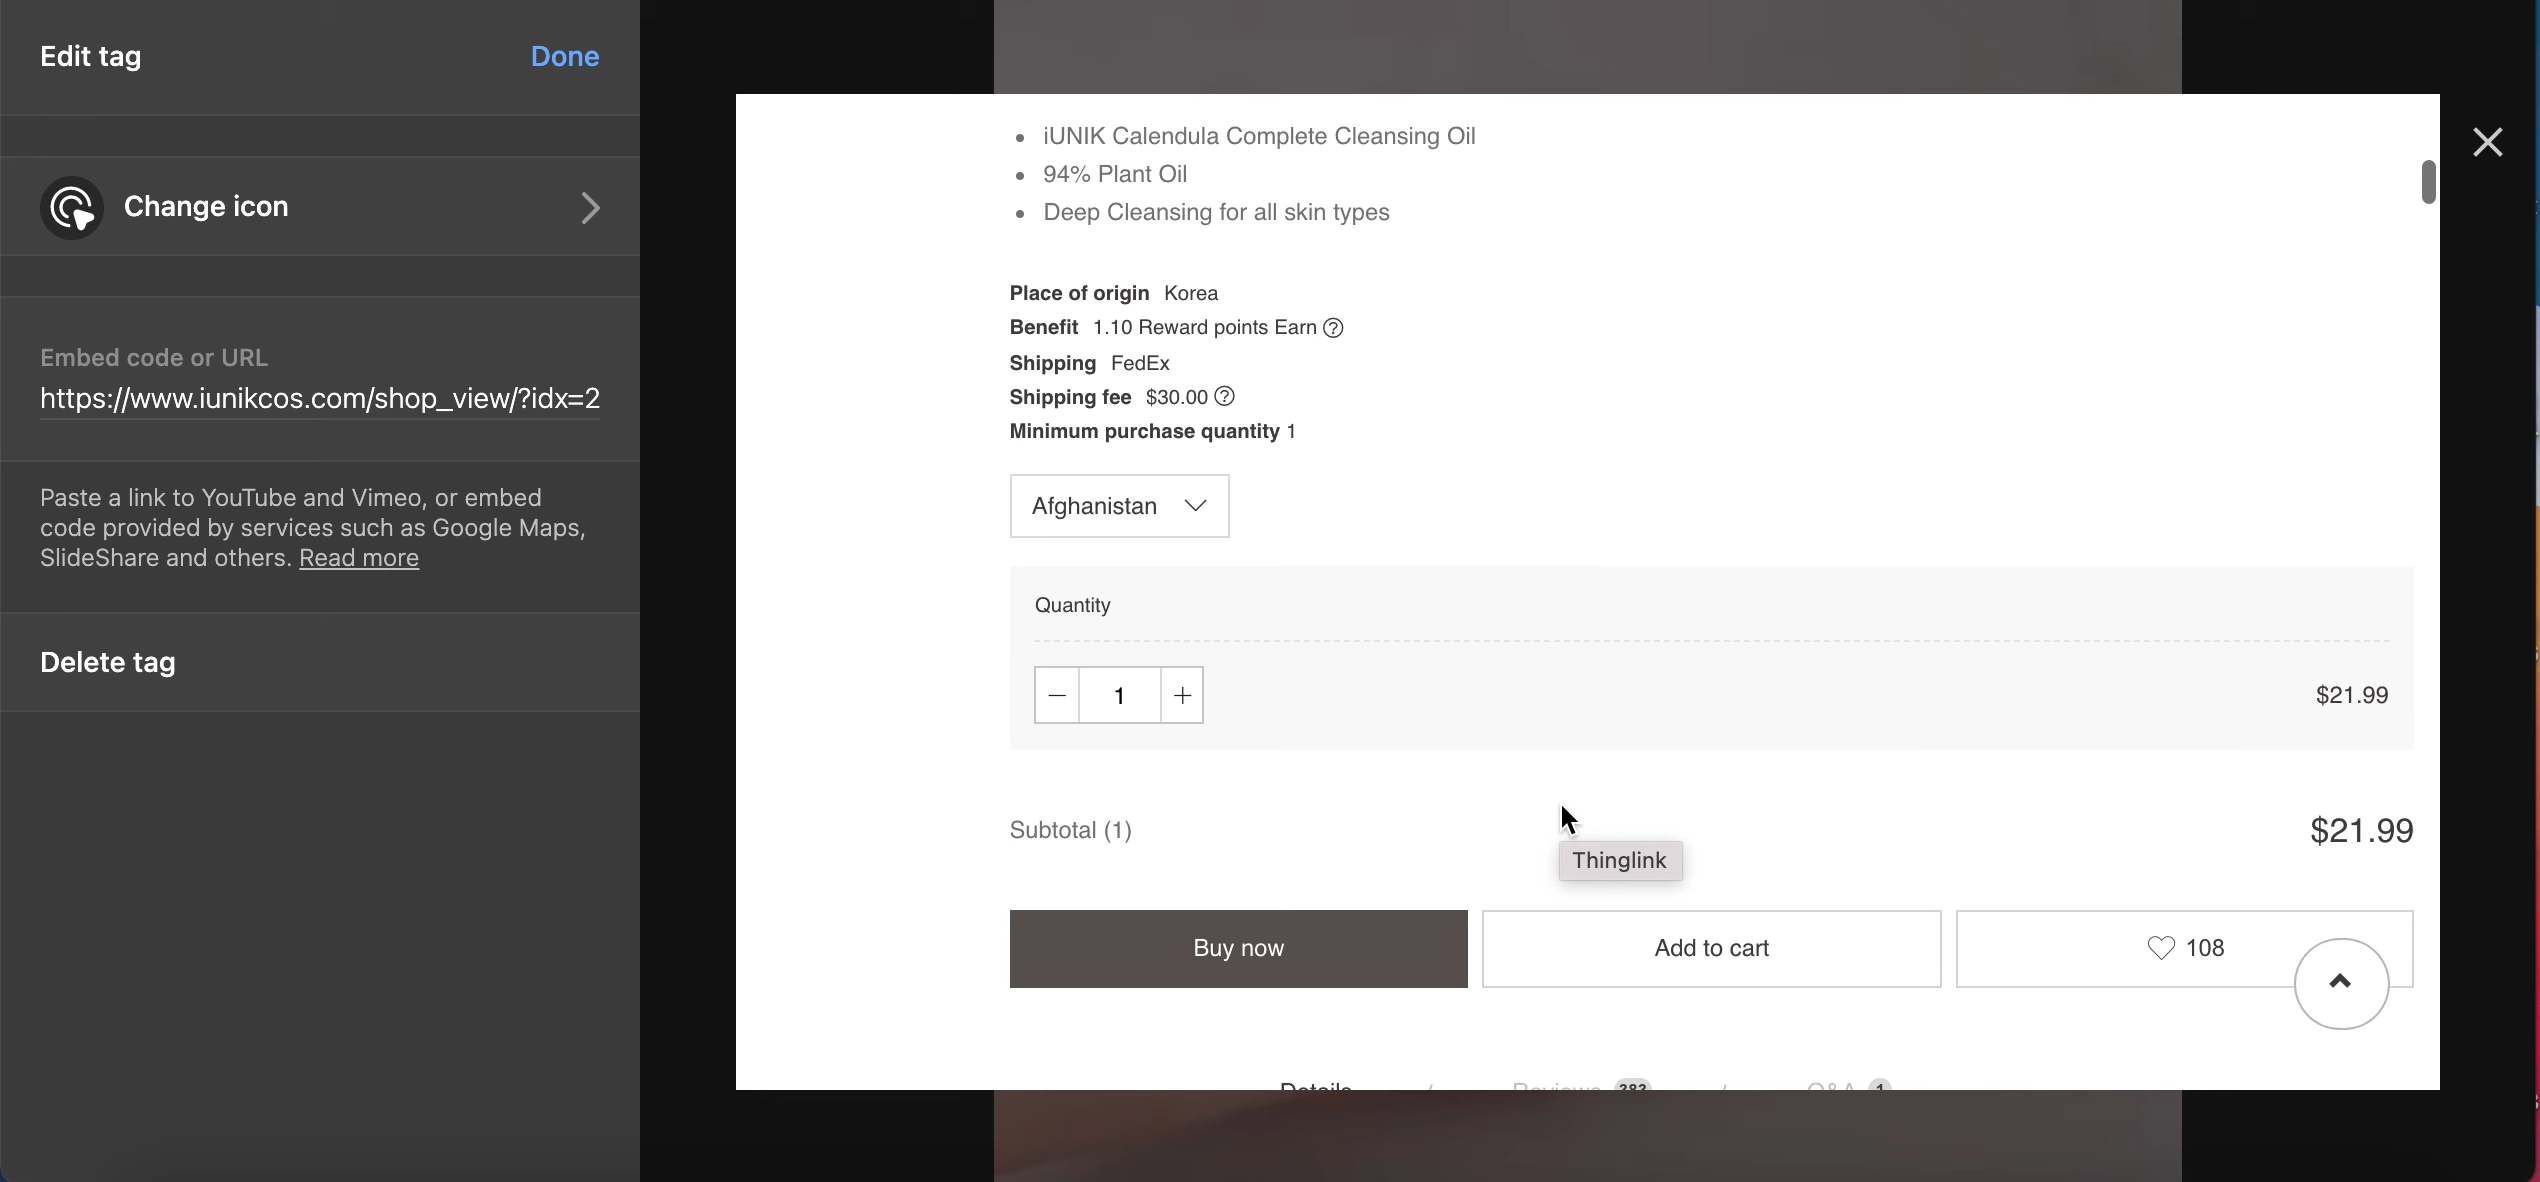 Edit tag
Done
Change icon
Embed code or URL
https://www.iunikcos.com/shop_view/?idx=2
Paste a link to YouTube and Vimeo, or embed
code provided by services such as Google Maps,
SlideShare and others. Read more
Delete tag
iUNIK Calendula Complete Cleansing Oil
94% Plant Oil
Deep Cleansing for all skin types
Place of origin Korea
Benefit 1.10 Reward points Earn
Shipping FedEx
Shipping fee $30.00
Minimum purchase quantity 1
Afghanistan
Quantity
1
$21.99
Subtotal (1)
$21.99
Thinglink
Buy now
Add to cart
108
Details / Reviews 383 / Q&A 1